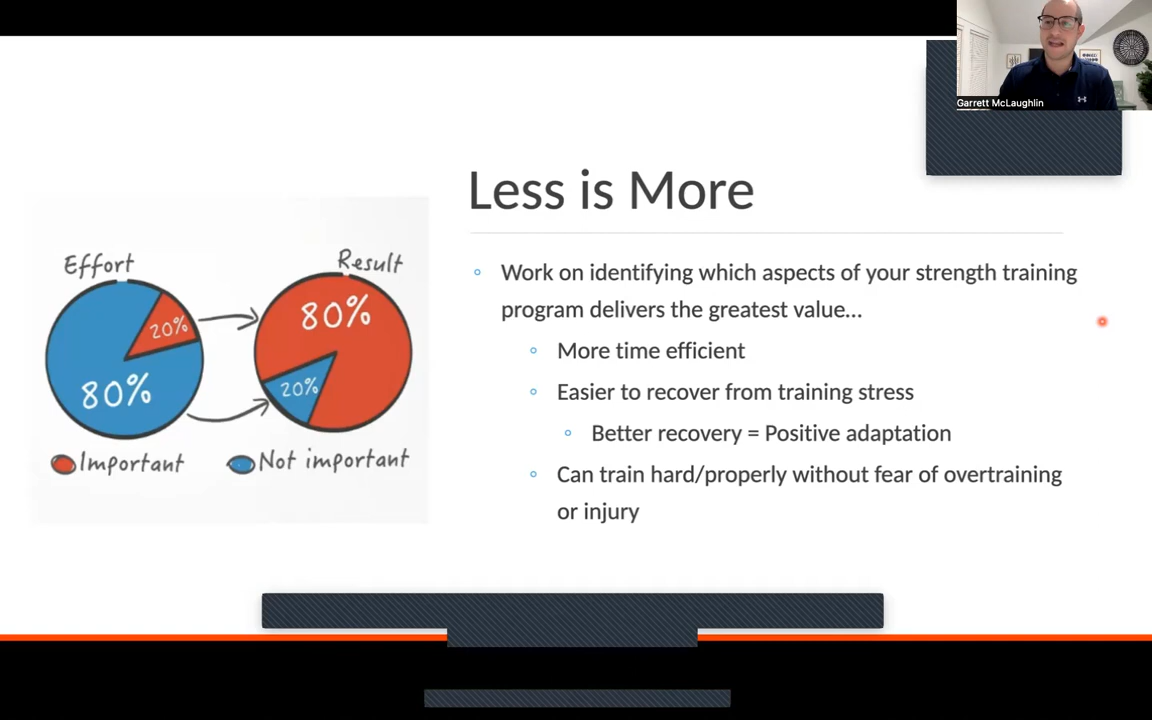 Garrett McLaughlin
Less is More
Effort
Result
20%
80%
80%
20%
Important
Not important
Work on identifying which aspects of your strength training
program delivers the greatest value...
More time efficient
Easier to recover from training stress
Better recovery = Positive adaptation
Can train hard/properly without fear of overtraining
or injury